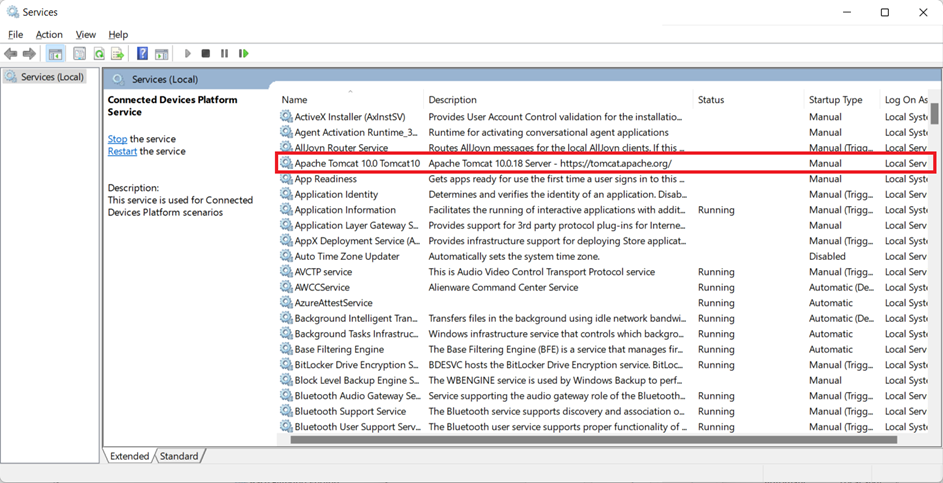 Services
File Action View Help
Services (Local)
Services (Local)
Connected Devices Platform
Service
Stop the service
Restart the service
Description:
This service is used for Connected
Devices Platform scenarios
Name Description Status Startup Type Log On As
ActiveX Installer (AxInstSV) Provides User Account Control validation for the installatio... Manual Local Syste
Agent Activation Runtime_3... Runtime for activating conversational agent applications Manual Local Syste
AllJoyn Router Service Routes AllJoyn messages for the local AllJoyn clients. If this ... Manual (Trigg... Local Servi
Apache Tomcat 10.0 Tomcat10 Apache Tomcat 10.0.18 Server - https://tomcat.apache.org/ Manual Local Serv
App Readiness Gets apps ready for use the first time a user signs in to this ... Manual Local Syste
Application Identity Determines and verifies the identity of an application. Disab... Manual (Trigg... Local Servi
Application Information Facilitates the running of interactive applications with addit... Running Manual (Trigg... Local Syste
Application Layer Gateway S... Provides support for 3rd party protocol plug-ins for Interne... Manual Local Servi
AppX Deployment Service (A... Provides infrastructure support for deploying Store applicat... Manual (Trigg... Local Syste
Auto Time Zone Updater Automatically sets the system time zone. Disabled Local Servi
AVCTP service This is Audio Video Control Transport Protocol service Running Manual (Trigg... Local Servi
AWCCService Alienware Command Center Service Running Automatic (De... Local Syste
AzureAttestService Running Automatic Local Syste
Background Intelligent Tran... Transfers files in the background using idle network bandwi... Running Automatic (De... Local Syste
Background Tasks Infrastruc... Windows infrastructure service that controls which backgro... Running Automatic Local Syste
Base Filtering Engine The Base Filtering Engine (BFE) is a service that manages fir... Running Automatic Local Servi
BitLocker Drive Encryption S... BDESVC hosts the BitLocker Drive Encryption service. BitLoc... Running Manual (Trigg... Local Syste
Block Level Backup Engine S... The WBENGINE service is used by Windows Backup to perf... Manual Local Syste
Bluetooth Audio Gateway Se... Service supporting the audio gateway role of the Bluetooth... Running Manual (Trigg... Local Servi
Bluetooth Support Service The Bluetooth service supports discovery and association o... Running Manual (Trigg... Local Servi
Bluetooth User Support Serv... The Bluetooth user service supports proper functionality of ... Running Manual (Trigg... Local Syste
Extended Standard